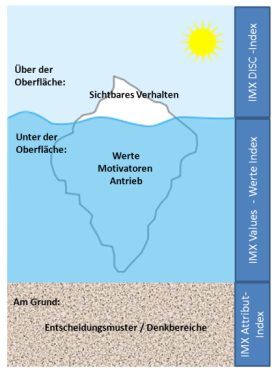 Über der
Oberfläche:
Sichtbares Verhalten
Unter der
Oberfläche:
Werte
Motivatoren
Antrieb
Am Grund:
Entscheidungsmuster / Denkbereiche
IMX DISC -Index
IMX Values - Werte Index
IMX Attribut-
Index